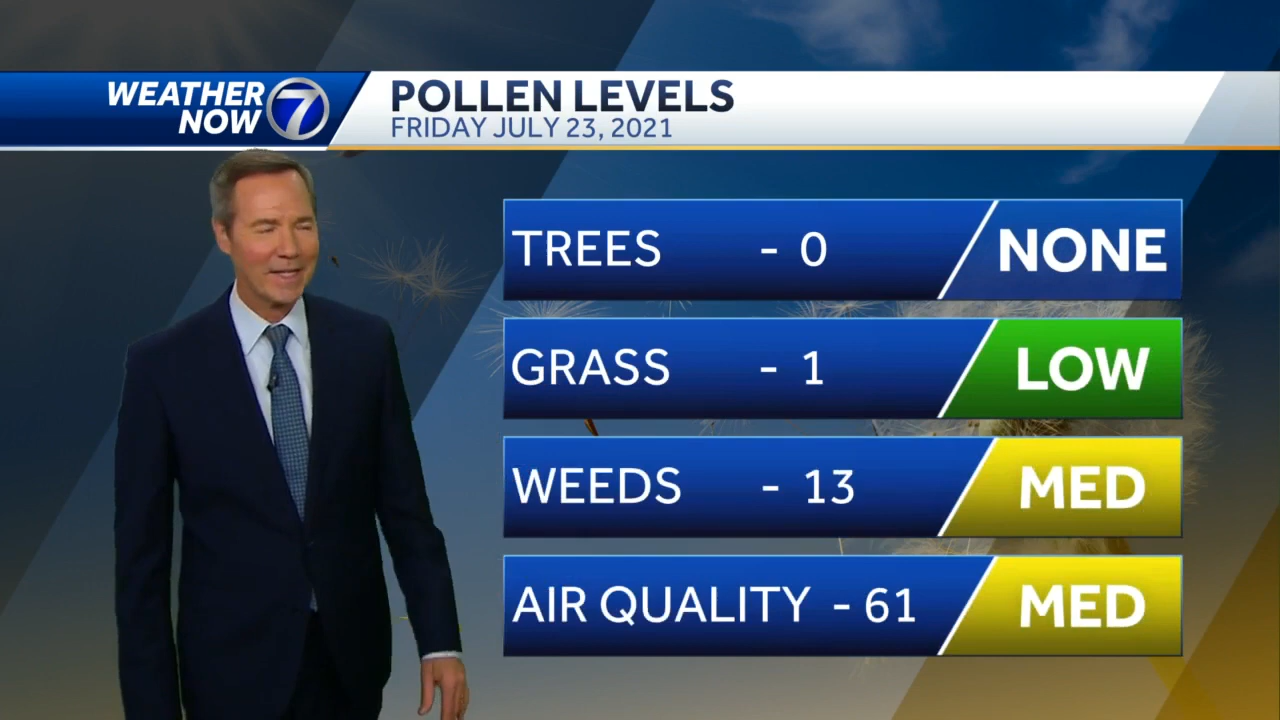 WEATHER
NOW 7
POLLEN LEVELS
FRIDAY JULY 23, 2021
TREES - 0 NONE
GRASS - 1 LOW
WEEDS - 13 MED
AIR QUALITY - 61 MED